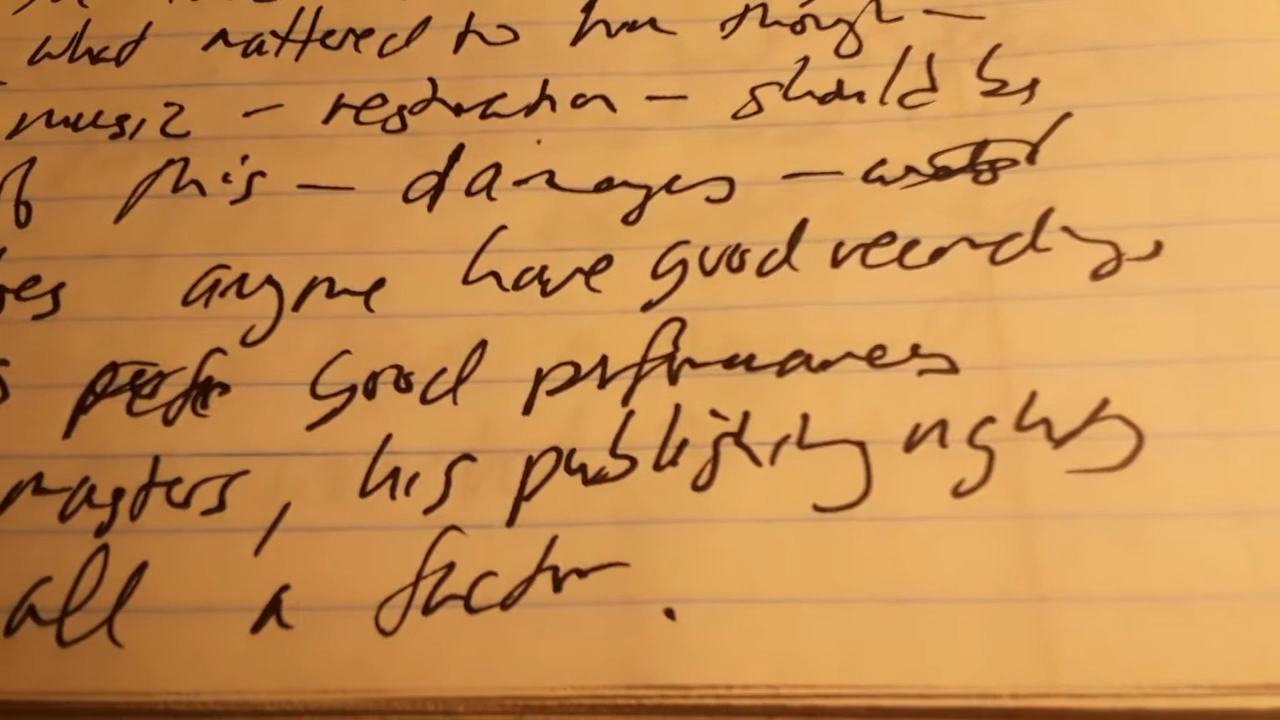 what mattered to him though —
music – restoration – should be
of this – damages –
anyone have good recordings
Good performances
masters, his publishing rights
all a factor.